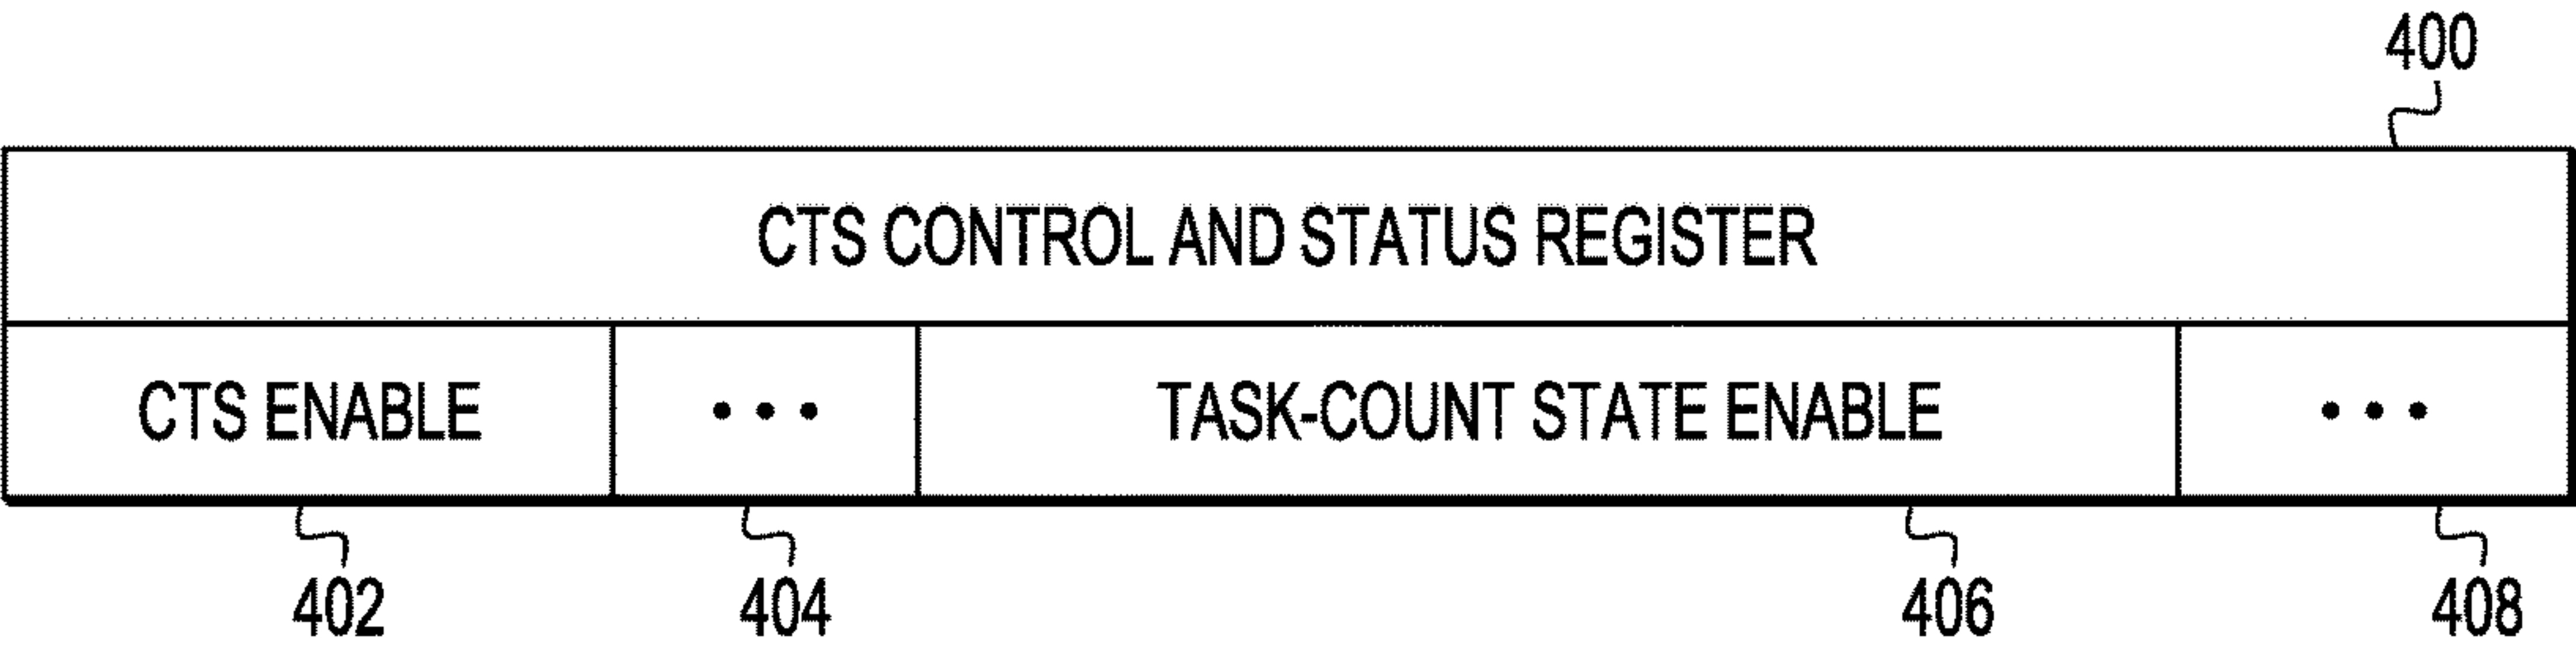 400
CTS CONTROL AND STATUS REGISTER
CTS ENABLE • • • TASK-COUNT STATE ENABLE • • •
402 404 406 408